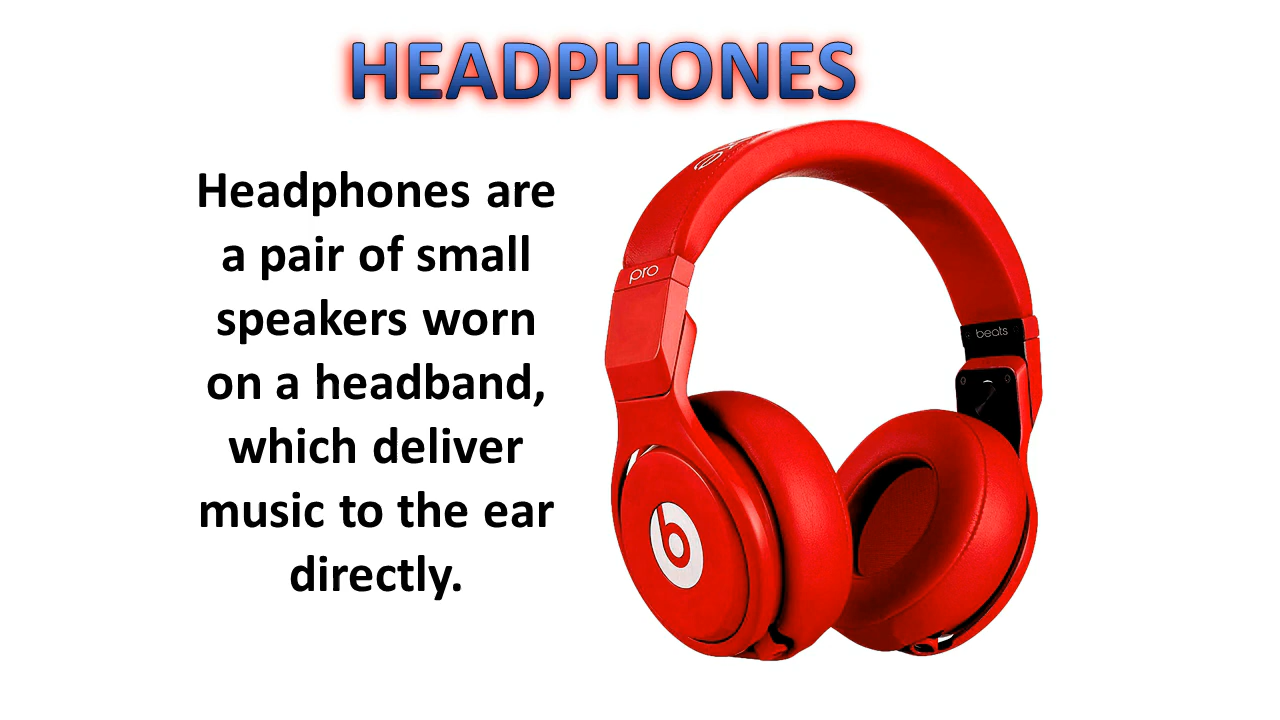 HEADPHONES
Headphones are
a pair of small
speakers worn
on a headband,
which deliver
music to the ear
directly.
pro
beats
b